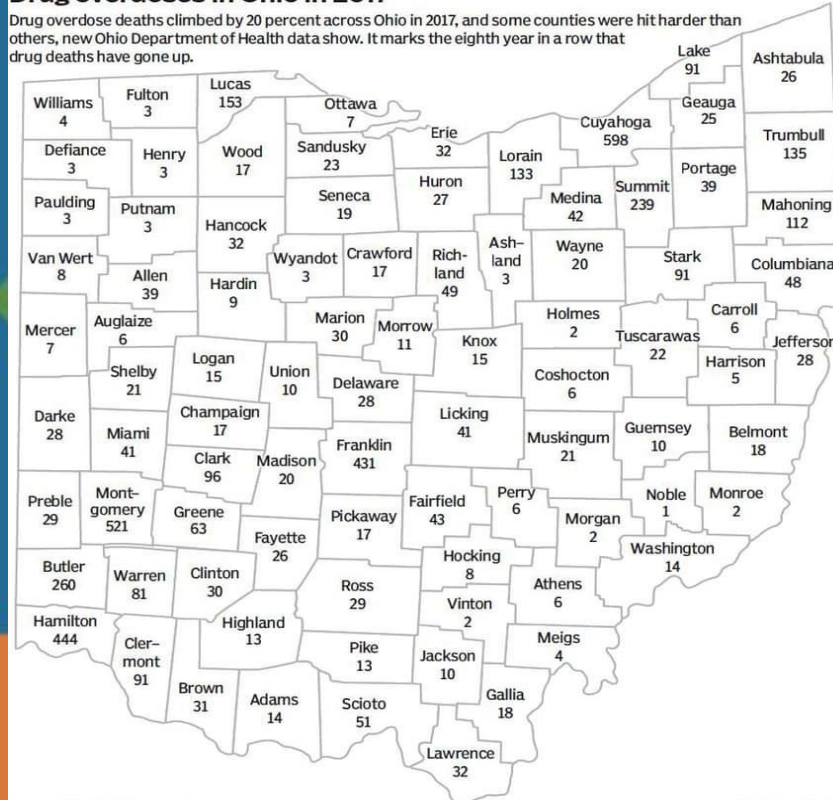 Drug overdoses in Ohio in 2017
Drug overdose deaths climbed by 20 percent across Ohio in 2017, and some counties were hit harder than
others, new Ohio Department of Health data show. It marks the eighth year in a row that
drug deaths have gone up.
Lake
91
Ashtabula
26
Williams
4
Fulton
3
Lucas
153
Ottawa
7
Geauga
25
Cuyahoga
598
Erie
32
Trumbull
135
Defiance
3
Henry
3
Wood
17
Sandusky
23
Lorain
133
Portage
39
Summit
239
Huron
27
Medina
42
Paulding
3
Putnam
3
Seneca
19
Mahoning
112
Hancock
32
Van Wert
8
Allen
39
Wyandot
3
Crawford
17
Rich-
land
49
Ash-
land
3
Wayne
20
Stark
91
Columbiana
48
Hardin
9
Mercer
7
Auglaize
6
Marion
30
Morrow
11
Knox
15
Holmes
2
Tuscarawas
22
Carroll
6
Jefferson
28
Shelby
21
Logan
15
Union
10
Delaware
28
Coshocton
6
Harrison
5
Darke
28
Miami
41
Champaign
17
Licking
41
Muskingum
21
Guernsey
10
Belmont
18
Clark
96
Madison
20
Franklin
431
Preble
29
Mont-
gomery
521
Greene
63
Fayette
26
Pickaway
17
Fairfield
43
Perry
6
Morgan
2
Noble
1
Monroe
2
Washington
14
Butler
260
Warren
81
Clinton
30
Ross
29
Hocking
8
Athens
6
Vinton
2
Hamilton
444
Cler-
mont
91
Highland
13
Pike
13
Jackson
10
Meigs
4
Brown
31
Adams
14
Scioto
51
Gallia
18
Lawrence
32